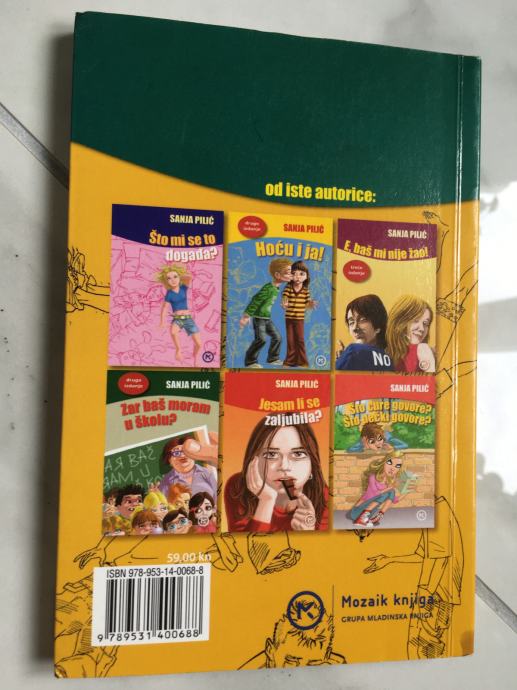 od iste autorice:
SANJA PILIĆ
Što mi se to
događa?
drugo
izdanje
SANJA PILIĆ
Hoću i ja!
SANJA PILIĆ
E, baš mi nije žao!
treće
izdanje
NO
drugo
izdanje
SANJA PILIĆ
Zar baš moram
u školu?
SANJA PILIĆ
Jesam li se
zaljubila?
SANJA PILIĆ
Što cure govore?
Što dečki govore?
59,00 kn
ISBN 978-953-14-0068-8
9 789531 400688
Mozaik knjiga
GRUPA MLADINSKA KNJIGA